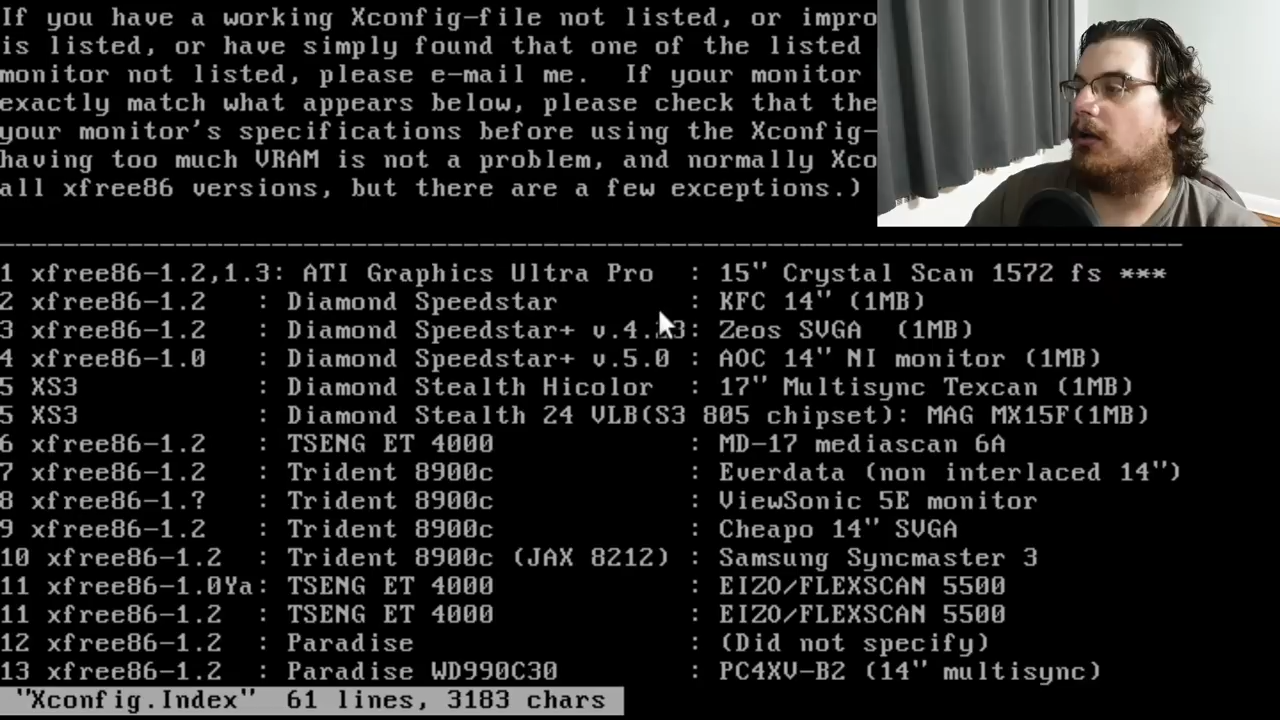 If you have a working Xconfig-file not listed, or impro
is listed, or have simply found that one of the listed
monitor not listed, please e-mail me.  If your monitor
exactly match what appears below, please check that the
your monitor's specifications before using the Xconfig-
having too much VRAM is not a problem, and normally Xco
all xfree86 versions, but there are a few exceptions.)
1 xfree86-1.2,1.3: ATI Graphics Ultra Pro  : 15" Crystal Scan 1572 fs ***
2 xfree86-1.2    : Diamond Speedstar       : KFC 14" (1MB)
3 xfree86-1.2    : Diamond Speedstar+ : Zeos SVGA  (1MB)
4 xfree86-1.0    : Diamond Speedstar+ v.5.0 : AOC 14" NI monitor (1MB)
5 XS3            : Diamond Stealth Hicolor  : 17" Multisync Texcan (1MB)
5 XS3            : Diamond Stealth 24 VLB(S3 805 chipset): MAG MX15F(1MB)
6 xfree86-1.2    : TSENG ET 4000            : MD-17 mediascan 6A
7 xfree86-1.2    : Trident 8900c            : Everdata (non interlaced 14")
8 xfree86-1.?    : Trident 8900c            : ViewSonic 5E monitor
9 xfree86-1.2    : Trident 8900c            : Cheapo 14" SVGA
10 xfree86-1.2   : Trident 8900c (JAX 8212) : Samsung Syncmaster 3
11 xfree86-1.0Ya: TSENG ET 4000            : EIZO/FLEXSCAN 5500
11 xfree86-1.2   : TSENG ET 4000            : EIZO/FLEXSCAN 5500
12 xfree86-1.2   : Paradise                 : (Did not specify)
13 xfree86-1.2   : Paradise WD990C30        : PC4XV-B2 (14" multisync)
"Xconfig.Index"  61 lines, 3183 chars